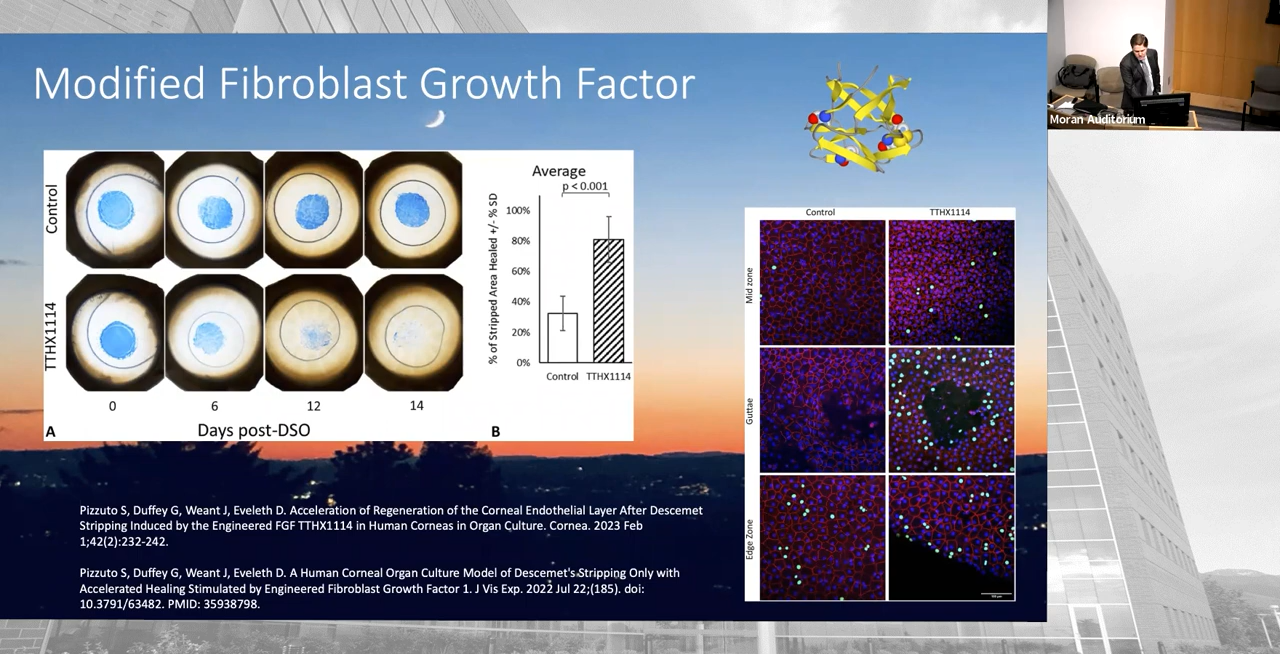 Modified Fibroblast Growth Factor
Moran Auditorium
Control
TTHX1114
0 6 12 14
Days post-DSO
A
Average
p < 0.001
% of Stripped Area Healed +/- % SD
100%
80%
60%
40%
20%
0%
Control TTHX1114
B
Control TTHX1114
Mid zone
Guttae
Edge Zone
Pizzuto S, Duffey G, Weant J, Eveleth D. Acceleration of Regeneration of the Corneal Endothelial Layer After Descemet
Stripping Induced by the Engineered FGF TTHX1114 in Human Corneas in Organ Culture. Cornea. 2023 Feb
1;42(2):232-242.
Pizzuto S, Duffey G, Weant J, Eveleth D. A Human Corneal Organ Culture Model of Descemet's Stripping Only with
Accelerated Healing Stimulated by Engineered Fibroblast Growth Factor 1. J Vis Exp. 2022 Jul 22;(185). doi:
10.3791/63482. PMID: 35938798.